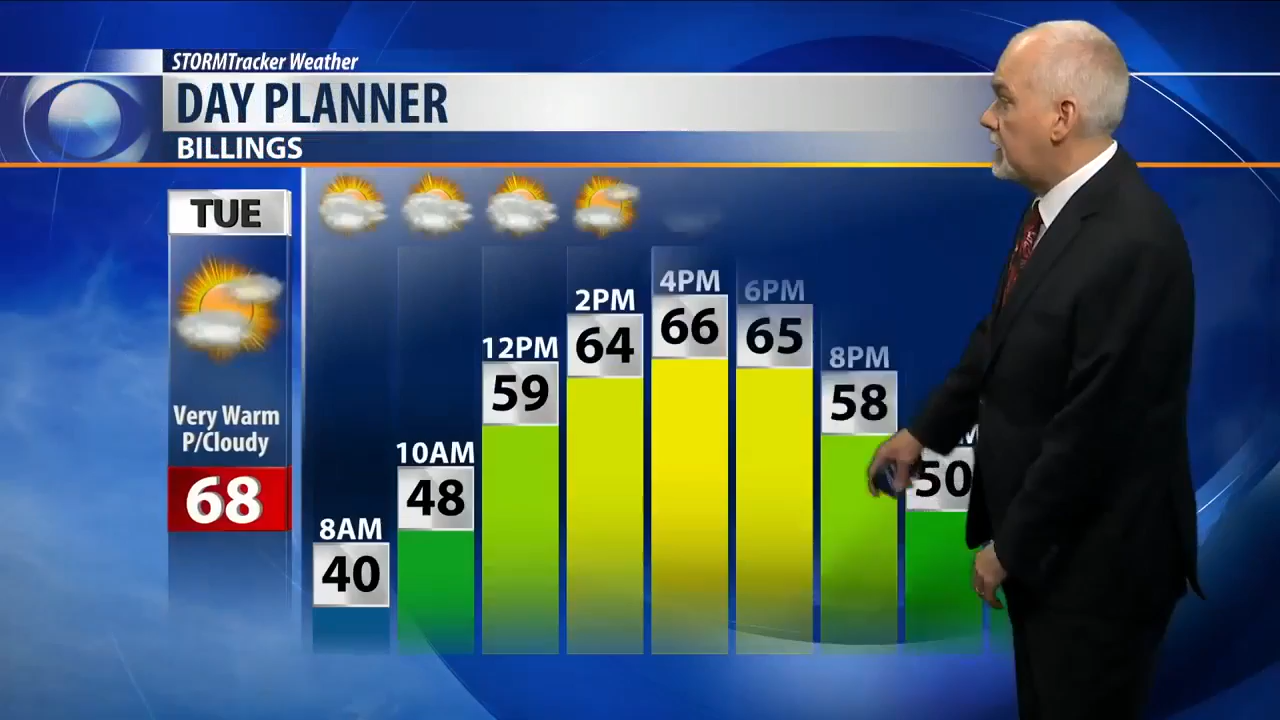 STORMTracker Weather
DAY PLANNER
BILLINGS
TUE
Very Warm
P/Cloudy
68
8AM
40
10AM
48
12PM
59
2PM
64
4PM
66
6PM
65
8PM
58
50